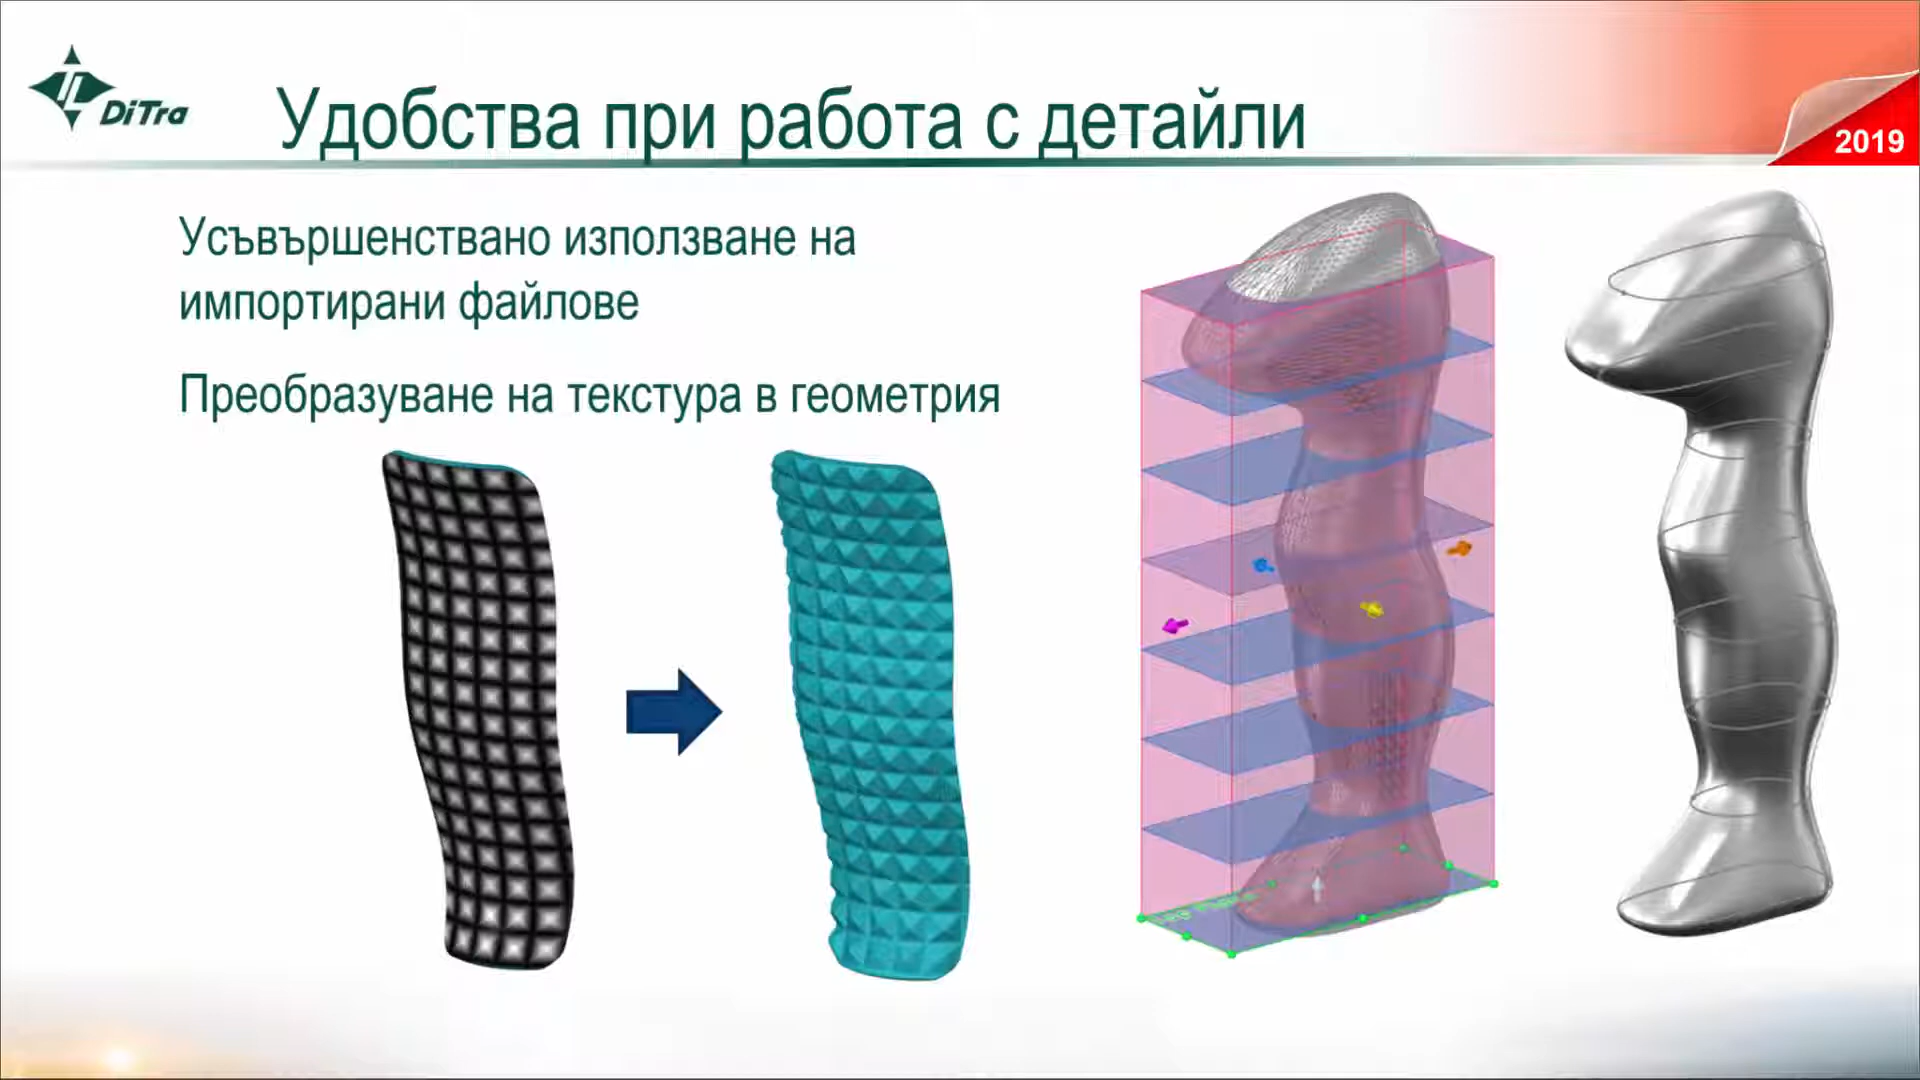 DiTra
Удобства при работа с детайли
2019
Усъвършенствано използване на
импортирани файлове
Преобразуване на текстура в геометрия